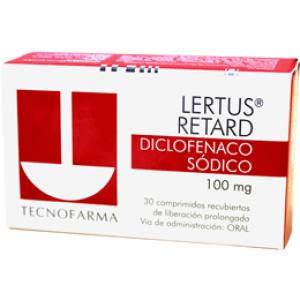 LERTUS®
RETARD
DICLOFENACO
SÓDICO
100 mg
30 comprimidos recubiertos
de liberación prolongada
Vía de administración: ORAL
TECNOFARMA